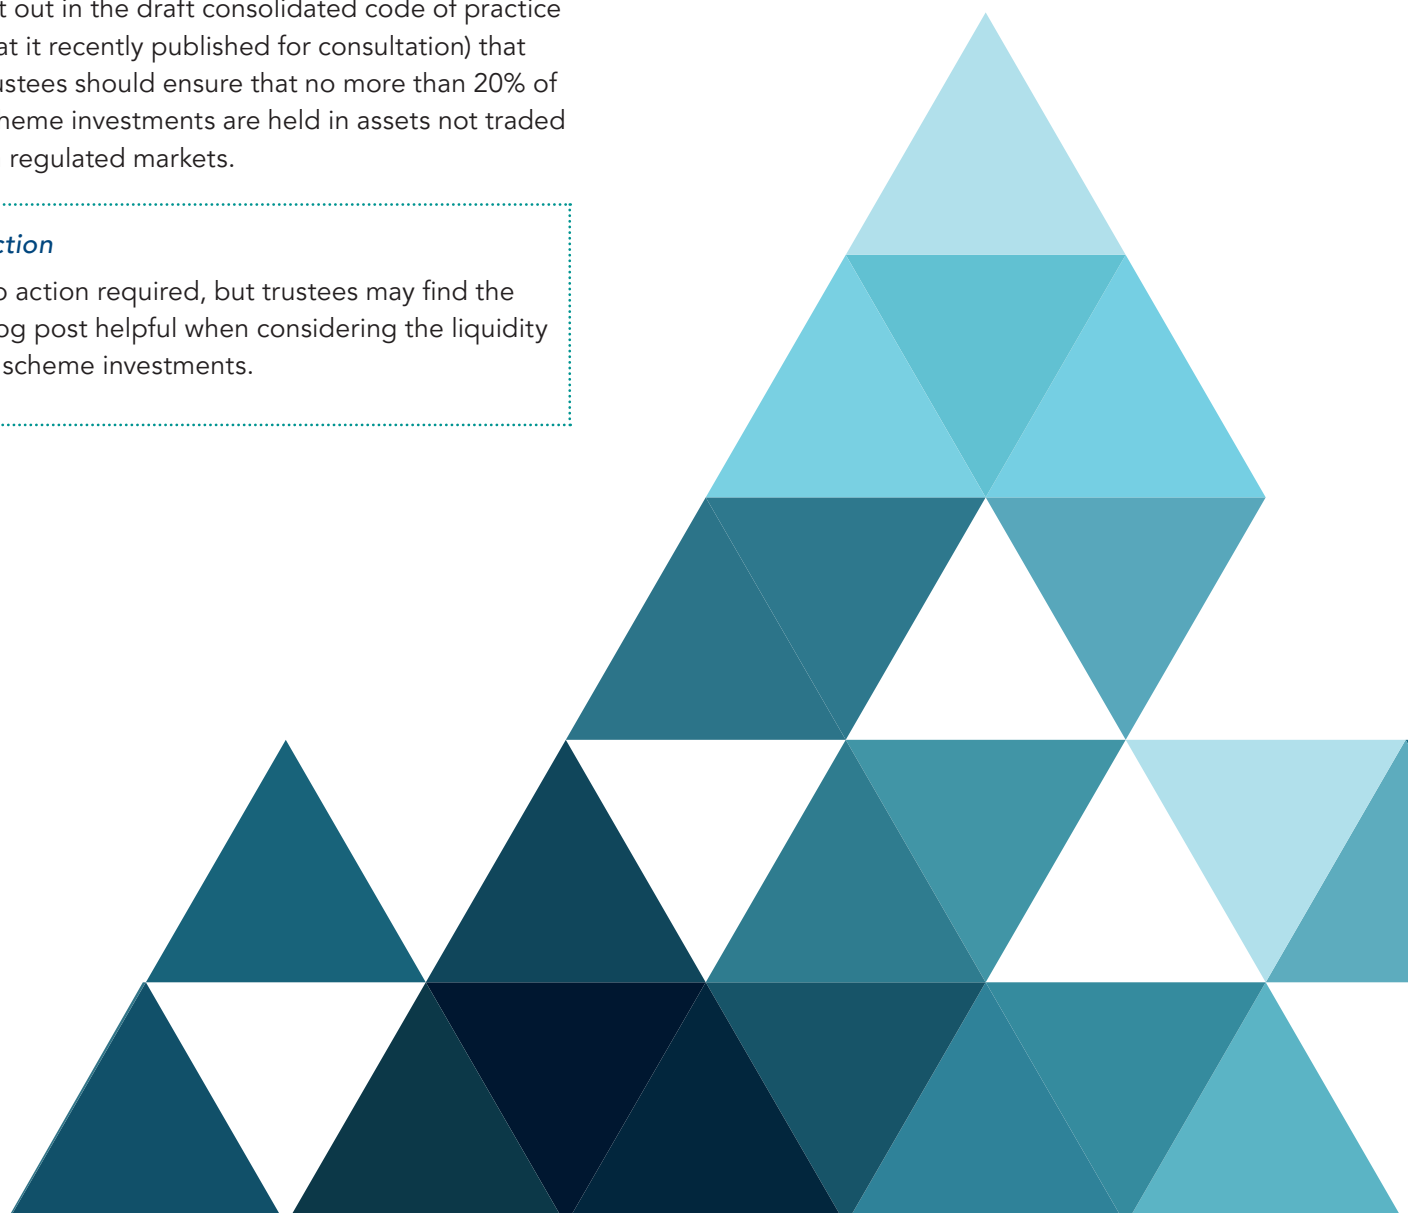 t out in the draft consolidated code of practice
at it recently published for consultation) that
ustees should ensure that no more than 20% of
heme investments are held in assets not traded
regulated markets.
ction
o action required, but trustees may find the
og post helpful when considering the liquidity
scheme investments.